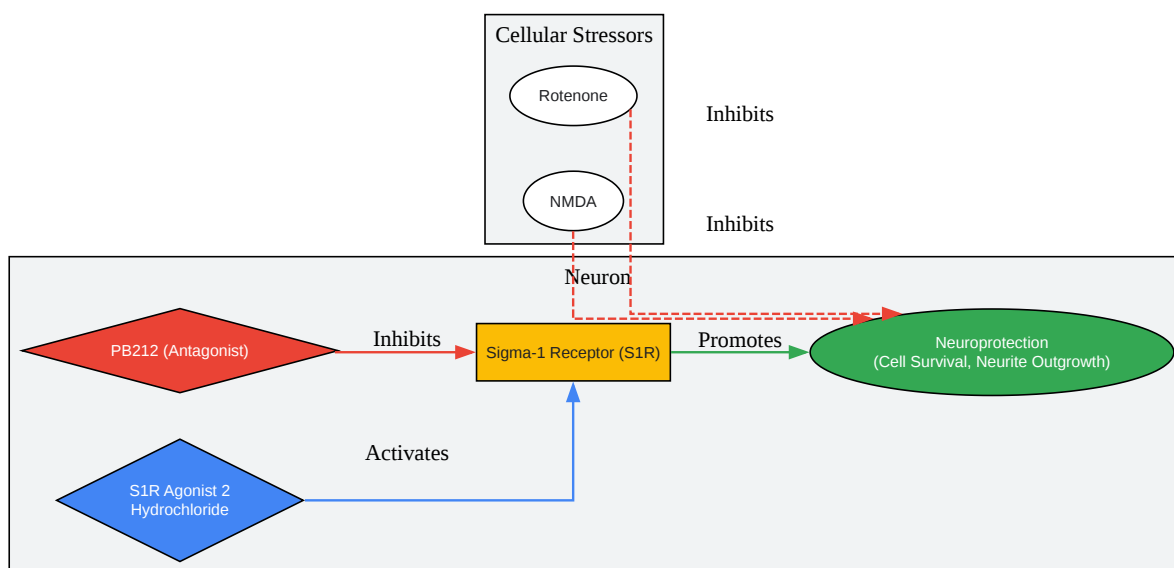 Cellular Stressors
Rotenone
Inhibits
NMDA
Inhibits
Neuron
PB212 (Antagonist)
Inhibits
Sigma-1 Receptor (S1R)
Promotes
Neuroprotection
(Cell Survival, Neurite Outgrowth)
Activates
S1R Agonist 2
Hydrochloride